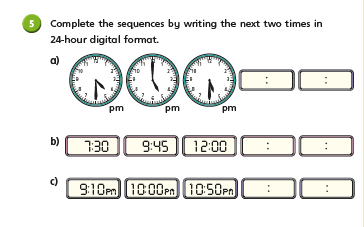 5 Complete the sequences by writing the next two times in
24-hour digital format.
a)
pm pm pm : :
b) 7:30 9:45 12:00 : :
c) 9:10PM 10:00PM 10:50PM : :